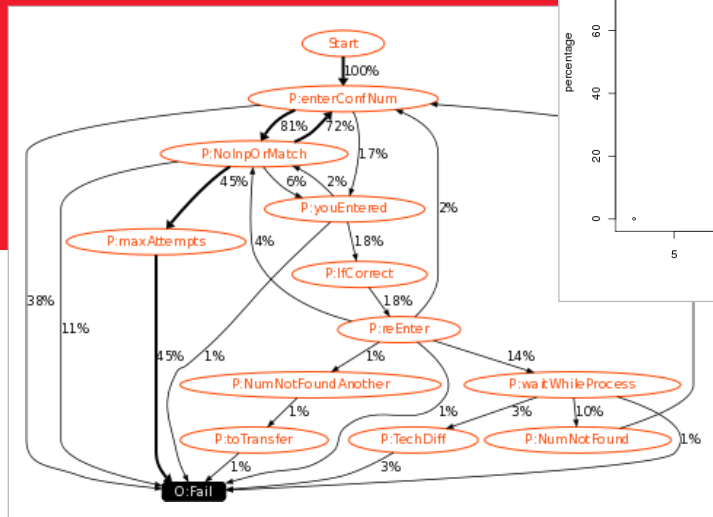 Start
100%
P:enterConfNum
81%
72%
17%
P:NoInpOrMatch
45%
6%
2%
P:youEntered
2%
P:maxAttempts
4%
18%
P:IfCorrect
38%
11%
18%
P:reEnter
45%
1%
1%
14%
P:NumNotFoundAnother
P:waitWhileProcess
1%
1%
3%
10%
P:toTransfer
P:TechDiff
P:NumNotFound
1%
1%
3%
O:Fail
percentage
60
40
20
0
5